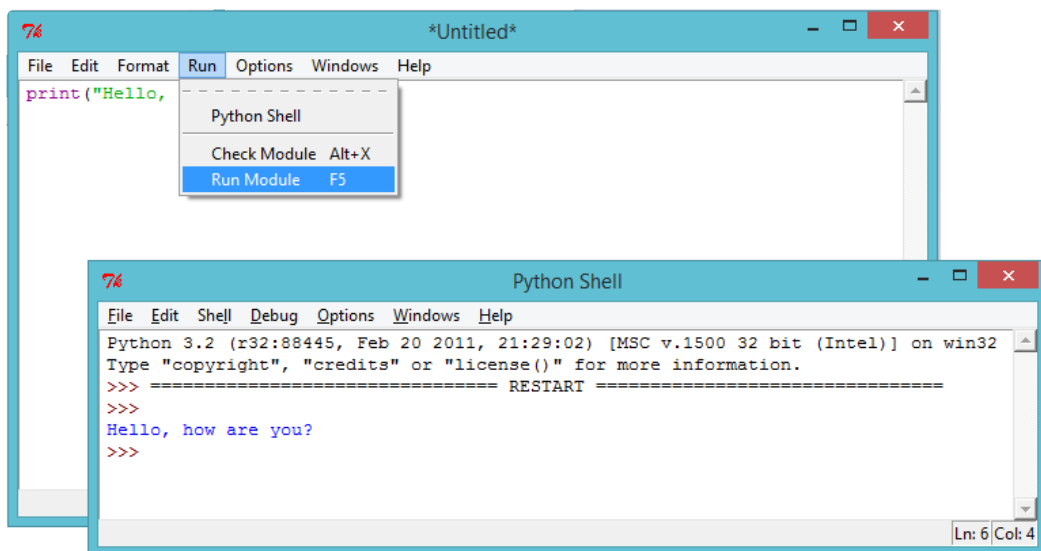 *Untitled*
File Edit Format Run Options Windows Help
print("Hello,
Python Shell
Check Module Alt+X
Run Module F5
Python Shell
File Edit Shell Debug Options Windows Help
Python 3.2 (r32:88445, Feb 20 2011, 21:29:02) [MSC v.1500 32 bit (Intel)] on win32
Type "copyright", "credits" or "license()" for more information.
>>> ================================ RESTART ================================
>>>
Hello, how are you?
>>>
Ln: 6 Col: 4